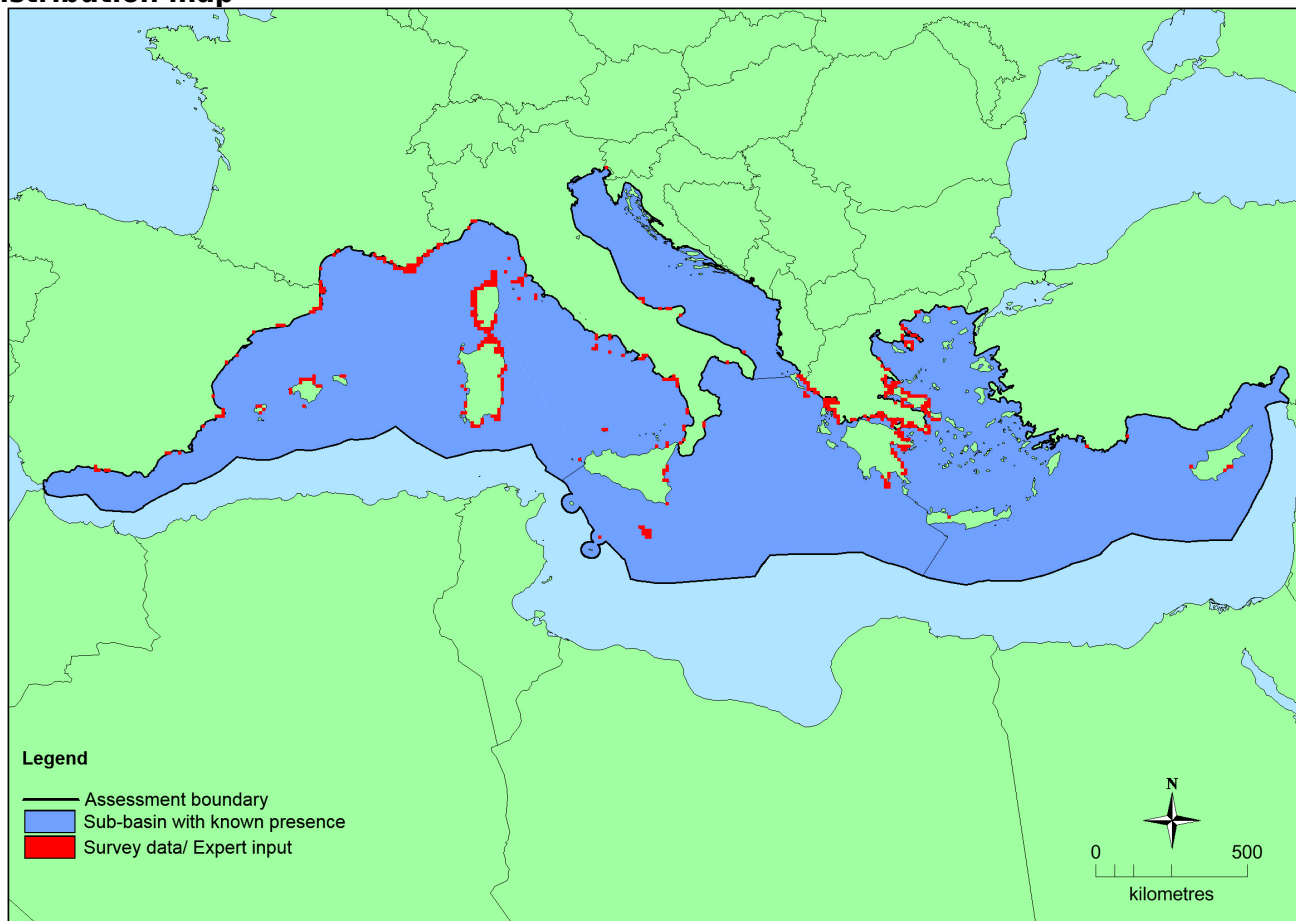 Legend
Assessment boundary
Sub-basin with known presence
Survey data/ Expert input
N
0 500
kilometres